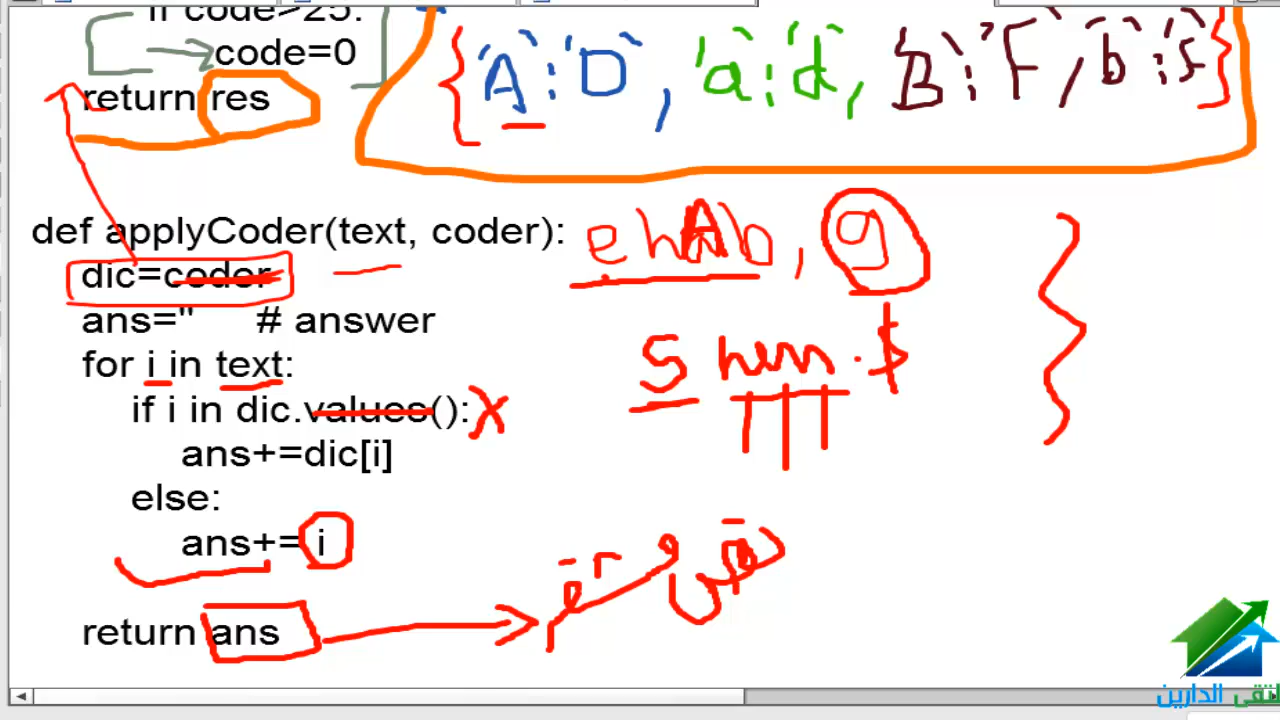 if code>25:
code=0
return res
{'A':'D', 'a':'d', 'B':'F', 'b':'f'}
def applyCoder(text, coder): ehAb, g
dic=coder
ans='' # answer
for i in text:
if i in dic.values(): X
ans+=dic[i]
else:
ans+= i
return ans
ملتقى الدارين